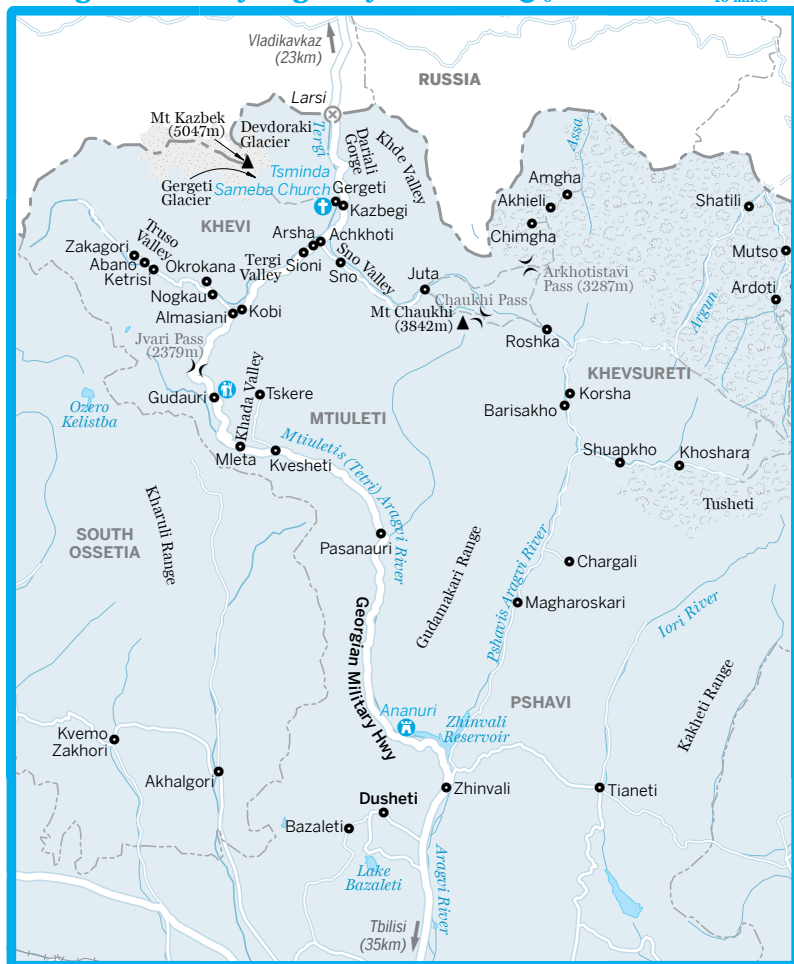 10 miles
Vladikavkaz
(23km)
RUSSIA
Larsi
Mt Kazbek
(5047m)
Devdoraki
Glacier
Tergi
Dariali
Gorge
Khde Valley
Assa
Tsminda
Sameba Church
Gergeti
Glacier
Gergeti
Kazbegi
Amgha
Akhieli
Chimgha
Shatili
KHEVI
Truso
Valley
Arsha
Achkhoti
Zakagori
Abano
Ketrisi
Okrokana
Tergi
Valley
Sioni
Sno
Sno Valley
Juta
Mutso
Arkhotistavi
Pass (3287m)
Ardoti
Nogkau
Almasiani
Kobi
Chaukhi Pass
Mt Chaukhi
(3842m)
Argun
Roshka
Jvari Pass
(2379m)
KHEVSURETI
Gudauri
Khada Valley
Tskere
Korsha
Barisakho
Ozero
Kelistba
MTIULETI
Mleta
Kvesheti
Mtiuletis (Tetri) Aragvi River
Shuapkho
Khoshara
Tusheti
Kharuli Range
SOUTH
OSSETIA
Pasanauri
Gudamakari Range
Pshavis Aragvi River
Chargali
Magharoskari
Iori River
Georgian Military Hwy
PSHAVI
Kakheti Range
Ananuri
Zhinvali
Reservoir
Kvemo
Zakhori
Akhalgori
Zhinvali
Tianeti
Dusheti
Bazaleti
Lake
Bazaleti
Aragvi River
Tbilisi
(35km)